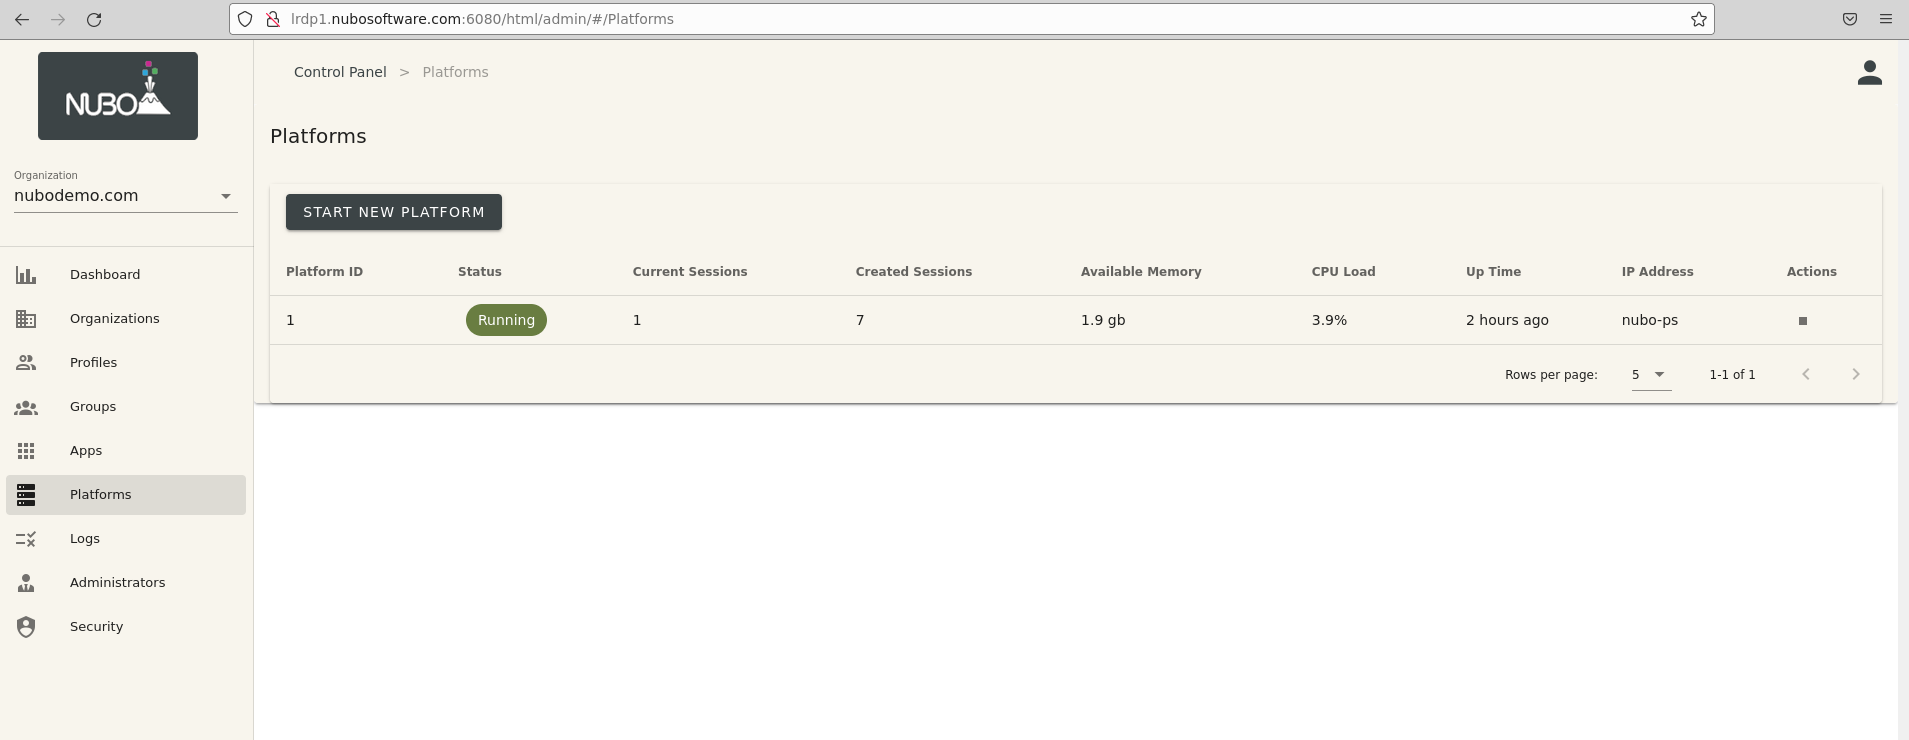 lrdp1.nubosoftware.com:6080/html/admin/#/Platforms
NUBO
Control Panel > Platforms
Platforms
Organization
nubodemo.com
START NEW PLATFORM
Dashboard
Organizations
Profiles
Groups
Apps
Platforms
Logs
Administrators
Security
Platform ID Status Current Sessions Created Sessions Available Memory CPU Load Up Time IP Address Actions
1 Running 1 7 1.9 gb 3.9% 2 hours ago nubo-ps
Rows per page: 5 1-1 of 1